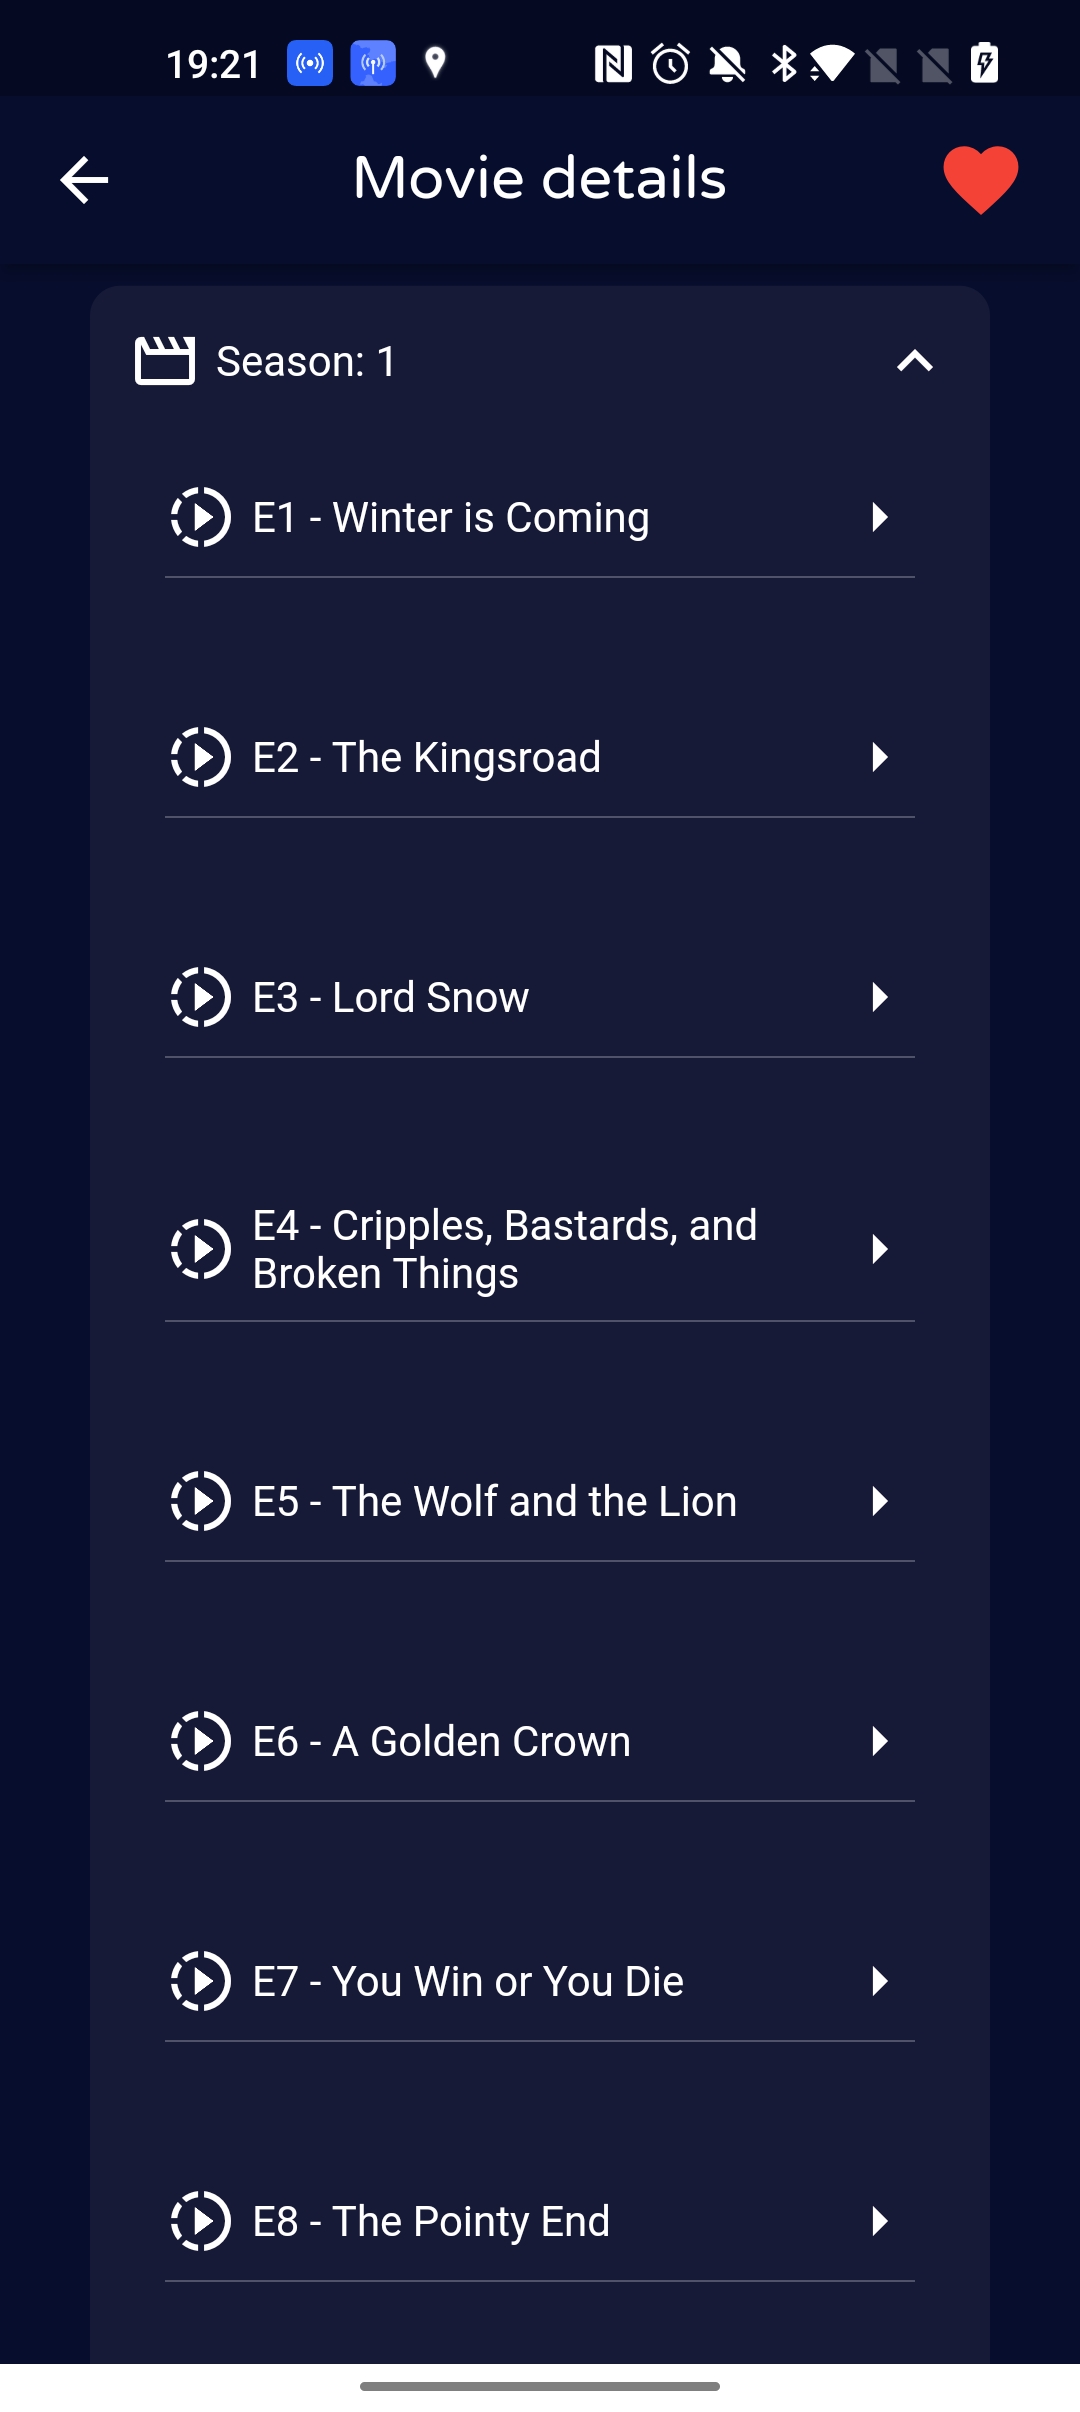 19:21
Movie details
Season: 1
E1 - Winter is Coming
E2 - The Kingsroad
E3 - Lord Snow
E4 - Cripples, Bastards, and
Broken Things
E5 - The Wolf and the Lion
E6 - A Golden Crown
E7 - You Win or You Die
E8 - The Pointy End